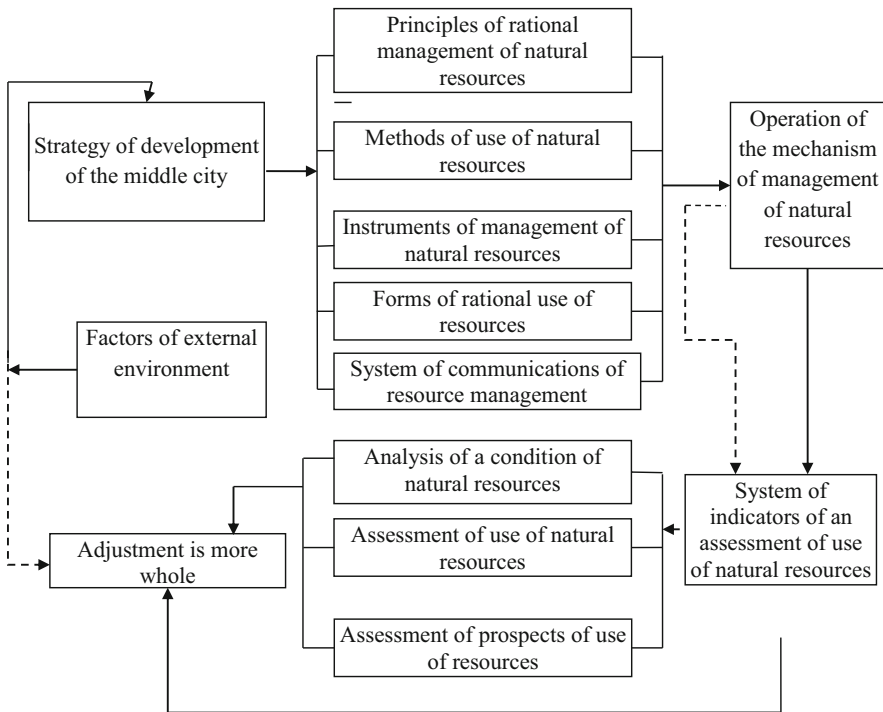 Principles of rational
management of natural
resources
Strategy of development
of the middle city
Methods of use of natural
resources
Operation of
the mechanism
of management
of natural
resources
Instruments of management of
natural resources
Forms of rational use of
resources
Factors of external
environment
System of communications of
resource management
Analysis of a condition of
natural resources
System of
indicators of an
assessment of use
of natural resources
Assessment of use of natural
resources
Adjustment is more
whole
Assessment of prospects of use
of resources